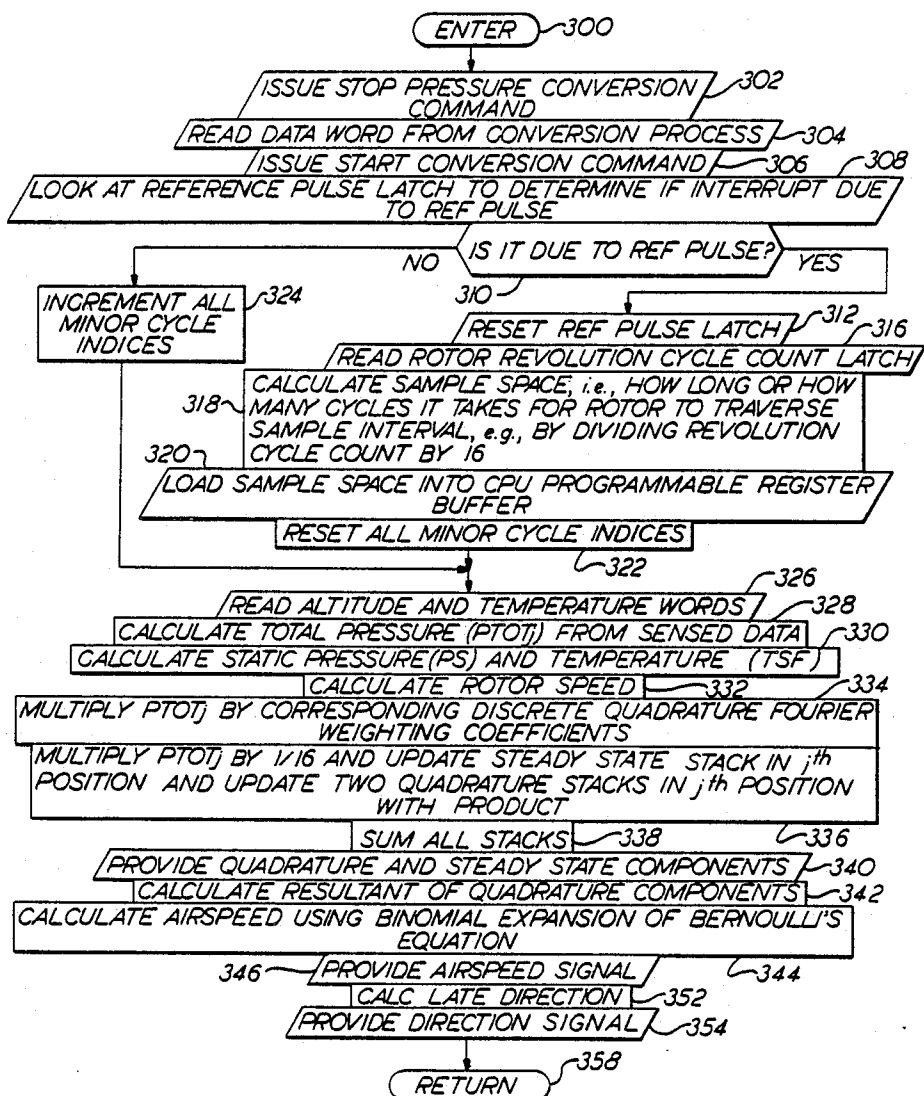 ENTER 300
ISSUE STOP PRESSURE CONVERSION 302
COMMAND
READ DATA WORD FROM CONVERSION PROCESS 304
ISSUE START CONVERSION COMMAND 306 308
LOOK AT REFERENCE PULSE LATCH TO DETERMINE IF INTERRUPT DUE
TO REF PULSE
IS IT DUE TO REF PULSE?
NO YES
310
324
INCREMENT ALL
MINOR CYCLE
INDICES
RESET REF PULSE LATCH 312 316
READ ROTOR REVOLUTION CYCLE COUNT LATCH
CALCULATE SAMPLE SPACE, i.e., HOW LONG OR HOW
318 MANY CYCLES IT TAKES FOR ROTOR TO TRAVERSE
SAMPLE INTERVAL, e.g., BY DIVIDING REVOLUTION
320 CYCLE COUNT BY 16
LOAD SAMPLE SPACE INTO CPU PROGRAMMABLE REGISTER
BUFFER
RESET ALL MINOR CYCLE INDICES
322
326
READ ALTITUDE AND TEMPERATURE WORDS
328
CALCULATE TOTAL PRESSURE (PTOTj) FROM SENSED DATA
330
CALCULATE STATIC PRESSURE(PS) AND TEMPERATURE (TSF)
CALCULATE ROTOR SPEED 332 334
MULTIPLY PTOTj BY CORRESPONDING DISCRETE QUADRATURE FOURIER
WEIGHTING COEFFICIENTS
MULTIPLY PTOTj BY 1/16 AND UPDATE STEADY STATE STACK IN jth
POSITION AND UPDATE TWO QUADRATURE STACKS IN jth POSITION
WITH PRODUCT
SUM ALL STACKS 338 336
PROVIDE QUADRATURE AND STEADY STATE COMPONENTS 340
CALCULATE RESULTANT OF QUADRATURE COMPONENTS 342
CALCULATE AIRSPEED USING BINOMIAL EXPANSION OF BERNOULLI'S
EQUATION
346 PROVIDE AIRSPEED SIGNAL 344
CALC LATE DIRECTION 352
PROVIDE DIRECTION SIGNAL 354
RETURN 358